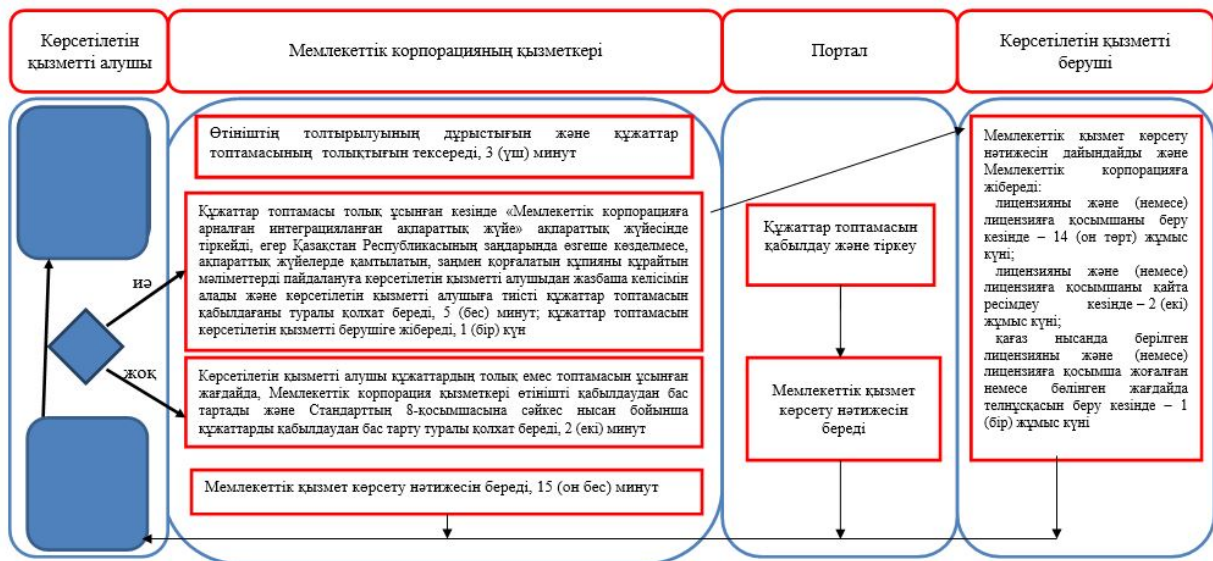 Көрсетілетін
қызметті алушы
Мемлекеттік корпорацияның қызметкері
Портал
Көрсетілетін қызметті
беруші
Өтініштің толтырылуының дұрыстығын және құжаттар
топтамасының толықтығын тексереді, 3 (үш) минут
Құжаттар топтамасы толық ұсынған кезінде «Мемлекеттік корпорацияға
арналған интеграцияланған ақпараттық жүйе» ақпараттық жүйесінде
тіркейді, егер Қазақстан Республикасының заңдарында өзгеше көзделмесе,
ақпараттық жүйелерде қамтылатын, заңмен қорғалатын құпияны құрайтын
мәліметтерді пайдалануға көрсетілетін қызметті алушыдан жазбаша келісімін
алады және көрсетілетін қызметті алушыға тиісті құжаттар топтамасын
қабылдағаны туралы қолхат береді, 5 (бес) минут; құжаттар топтамасын
көрсетілетін қызметті берушіге жібереді, 1 (бір) күн
иә
жоқ
Көрсетілетін қызметті алушы құжаттардың толық емес топтамасын ұсынған
жағдайда, Мемлекеттік корпорация қызметкері өтінішті қабылдаудан бас
тартады және Стандарттың 8-қосымшасына сәйкес нысан бойынша
құжаттарды қабылдаудан бас тарту туралы қолхат береді, 2 (екі) минут
Мемлекеттік қызмет көрсету нәтижесін береді, 15 (он бес) минут
Құжаттар топтамасын
қабылдау және тіркеу
Мемлекеттік қызмет
көрсету нәтижесін
береді
Мемлекеттік қызмет көрсету
нәтижесін дайындайды және
Мемлекеттік корпорацияға
жібереді:
лицензияны және (немесе)
лицензияға қосымшаны беру
кезінде – 14 (он төрт) жұмыс
күні;
лицензияны және (немесе)
лицензияға қосымшаны қайта
ресімдеу кезінде – 2 (екі)
жұмыс күні;
қағаз нысанда берілген
лицензияны және (немесе)
лицензияға қосымша жоғалған
немесе бөлінген жағдайда
телнұсқасын беру кезінде – 1
(бір) жұмыс күні